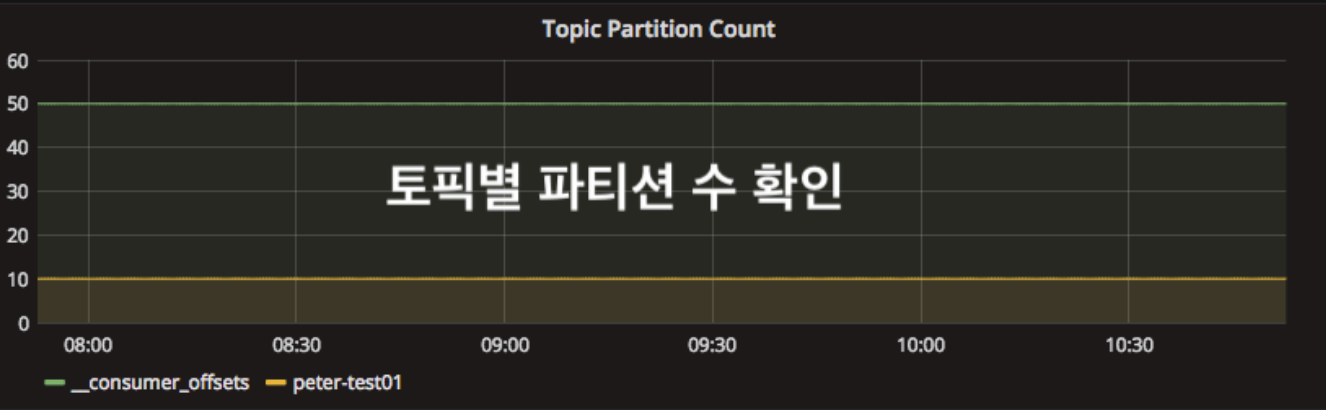 Topic Partition Count
60
50
40
30
20
10
0
토픽별 파티션 수 확인
08:00 08:30 09:00 09:30 10:00 10:30
__consumer_offsets peter-test01